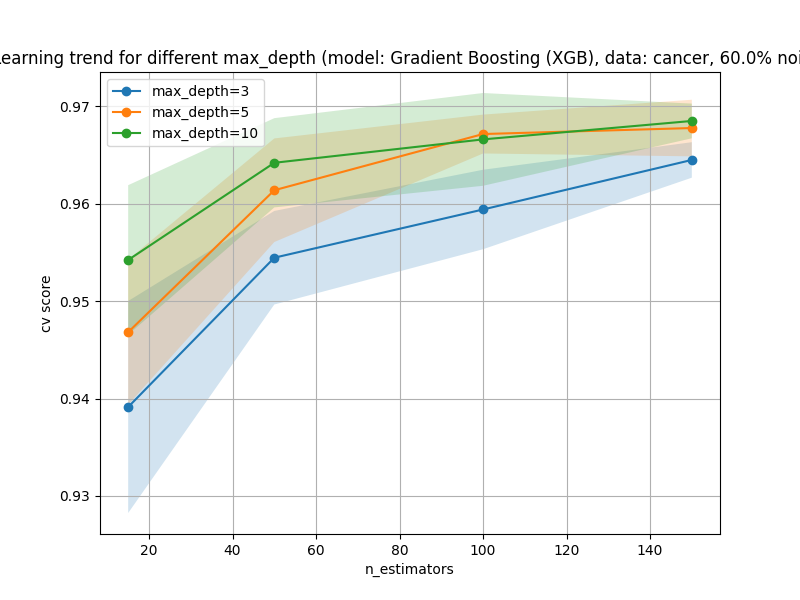 earning trend for different max_depth (model: Gradient Boosting (XGB), data: cancer, 60.0% noi
max_depth=3
max_depth=5
max_depth=10
0.97
0.96
0.95
0.94
0.93
cv score
20 40 60 80 100 120 140
n_estimators